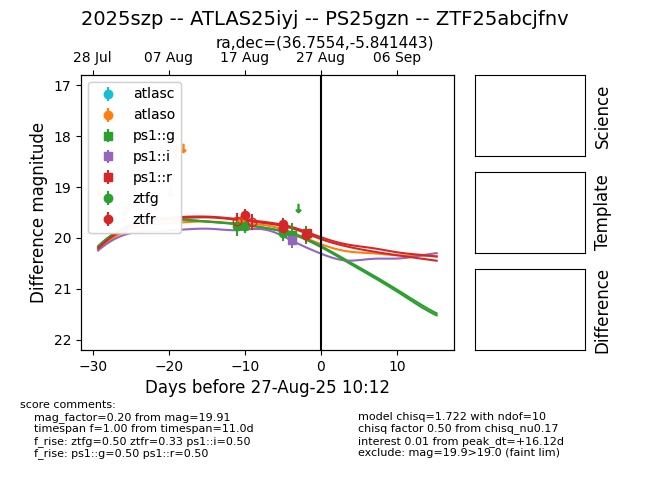 2025szp -- ATLAS25iyj -- PS25gzn -- ZTF25abcjfnv
ra,dec=(36.7554,-5.841443)
28 Jul 07 Aug 17 Aug 27 Aug 06 Sep
17
18
19
20
21
22
Difference magnitude
atlasc
atlaso
ps1::g
ps1::i
ps1::r
ztfg
ztfr
−30 −20 −10 0 10
Days before 27-Aug-25 10:12
Science
Template
Difference
score comments:
mag_factor=0.20 from mag=19.91
timespan f=1.00 from timespan=11.0d
f_rise: ztfg=0.50 ztfr=0.33 ps1::i=0.50
f_rise: ps1::g=0.50 ps1::r=0.50
model chisq=1.722 with ndof=10
chisq factor 0.50 from chisq_nu0.17
interest 0.01 from peak_dt=+16.12d
exclude: mag=19.9>19.0 (faint lim)